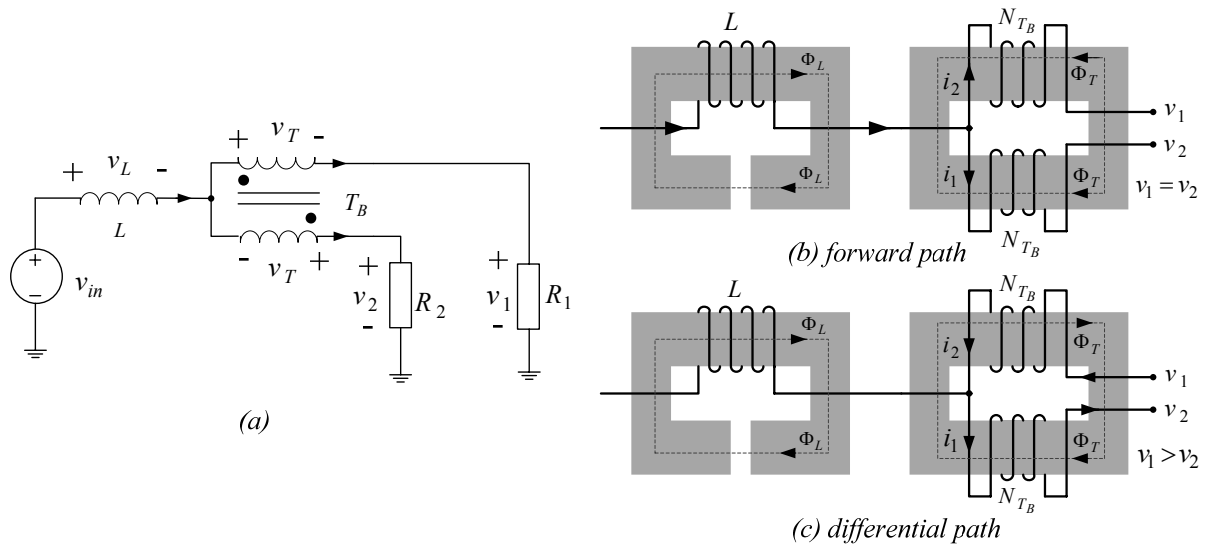 v_T
+ -
v_L
+ -
L
T_B
- v_T +
+
-
v_in
+
v_2
-
R_2
+
v_1
-
R_1
(a)
L
Φ_L
Φ_L
N_{T_B}
i_2
Φ_T
v_1
v_2
i_1
Φ_T
v_1 = v_2
N_{T_B}
(b) forward path
L
Φ_L
Φ_L
N_{T_B}
i_2
Φ_T
v_1
v_2
i_1
Φ_T
v_1 > v_2
N_{T_B}
(c) differential path